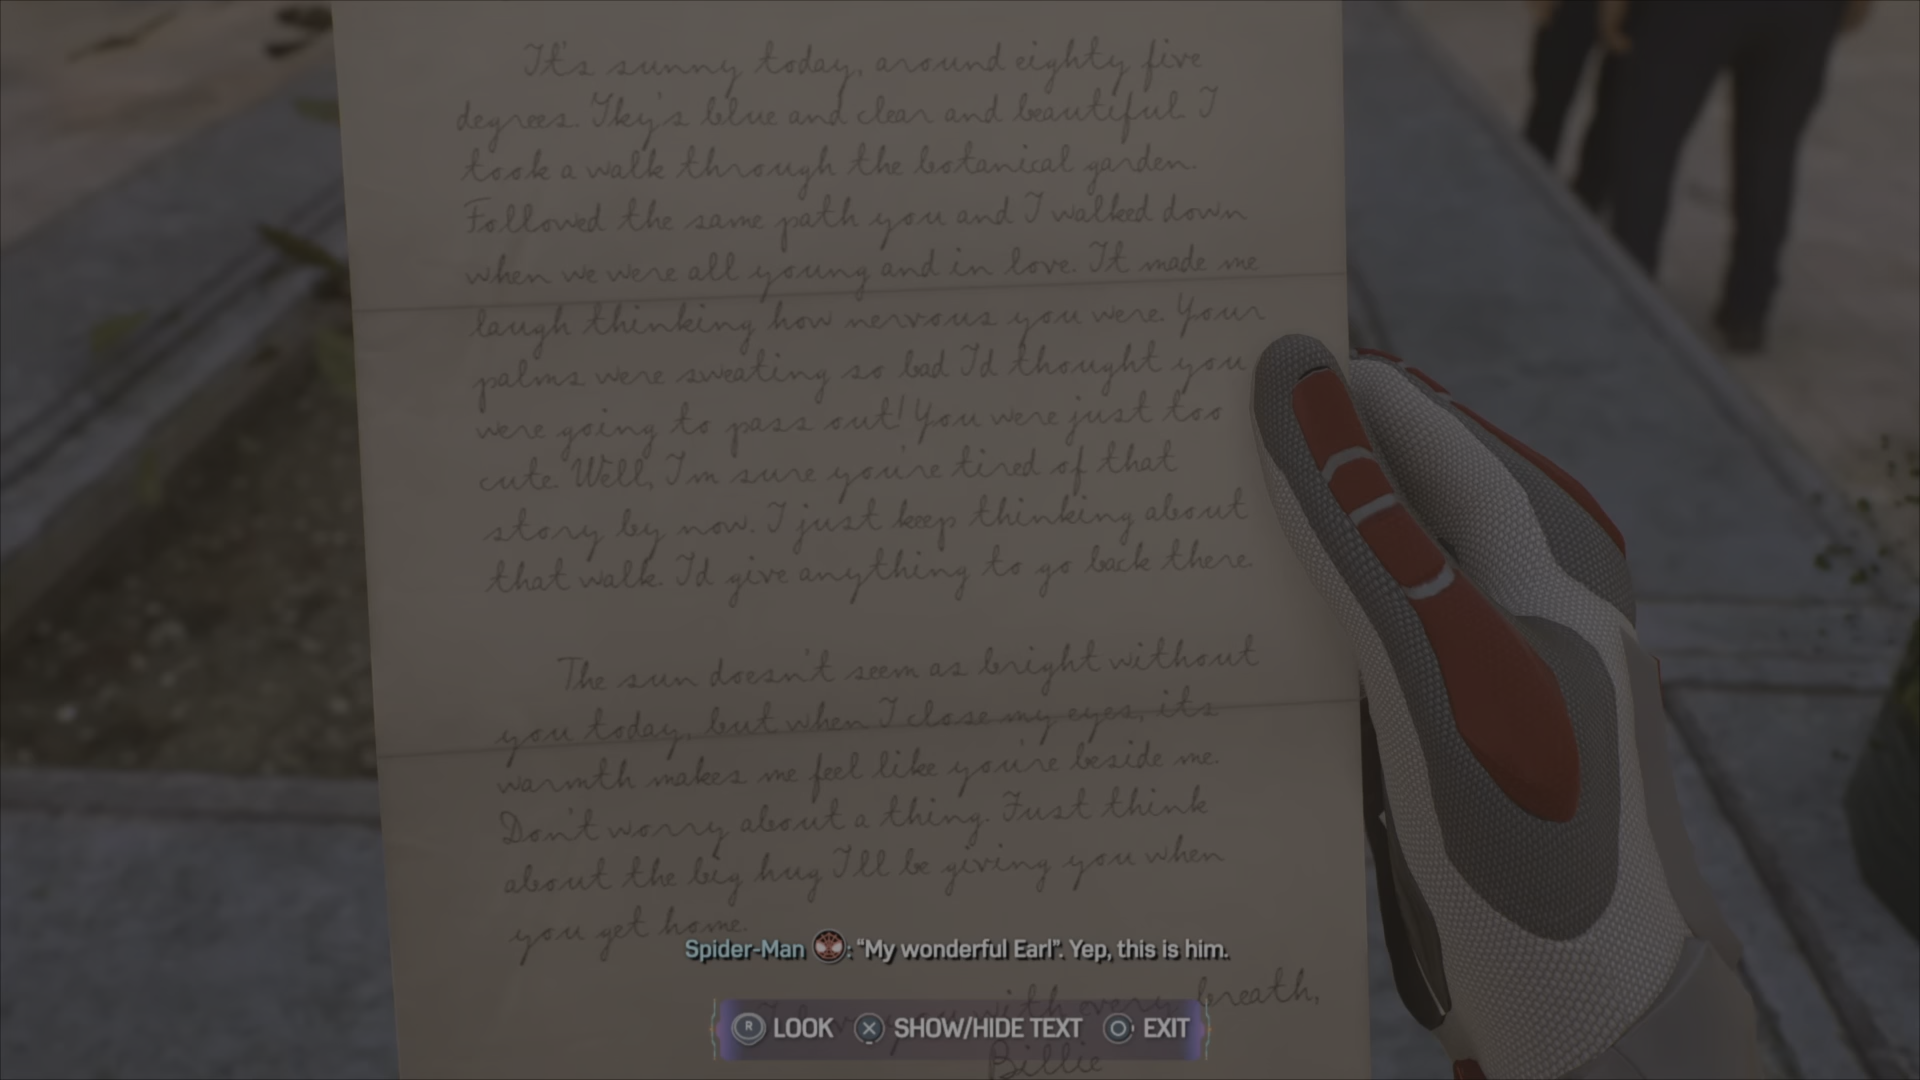 It's sunny today, around eighty five
degrees. Sky's blue and clear and beautiful. I
took a walk through the botanical garden.
Followed the same path you and I walked down
when we were all young and in love. It made me
laugh thinking how nervous you were. Your
palms were sweating so bad I'd thought you
were going to pass out! You were just too
cute. Well, I'm sure you're tired of that
story by now. I just keep thinking about
that walk. I'd give anything to go back there.
The sun doesn't seem as bright without
you today, but when I close my eyes, its
warmth makes me feel like you're beside me.
Don't worry about a thing. Just think
about the big hug I'll be giving you when
you get home.
Spider-Man: “My wonderful Earl”. Yep, this is him.
you with every breath,
R LOOK SHOW/HIDE TEXT EXIT
Billie